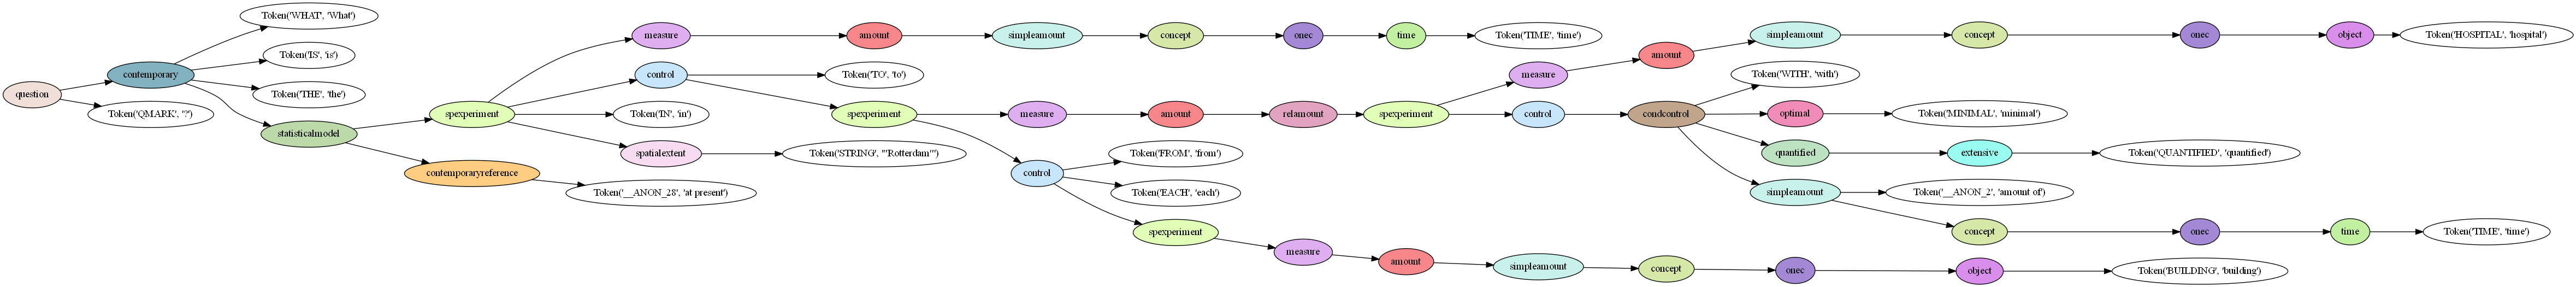 Token('WHAT', 'What')
measure
amount
simpleamount
concept
onec
time
Token('TIME', 'time')
simpleamount
concept
onec
object
Token('HOSPITAL', 'hospital')
Token('IS', 'is')
amount
contemporary
control
Token('TO', 'to')
measure
Token('WITH', 'with')
question
Token('THE', 'the')
Token('QMARK', '?')
spexperiment
Token('IN', 'in')
spexperiment
measure
amount
relamount
spexperiment
control
condcontrol
optimal
Token('MINIMAL', 'minimal')
statisticalmodel
spatialextent
Token('STRING', "'Rotterdam'")
Token('FROM', 'from')
quantified
extensive
Token('QUANTIFIED', 'quantified')
contemporaryreference
control
Token('__ANON_28', 'at present')
Token('EACH', 'each')
simpleamount
Token('__ANON_2', 'amount of')
spexperiment
concept
onec
time
Token('TIME', 'time')
measure
amount
simpleamount
concept
onec
object
Token('BUILDING', 'building')